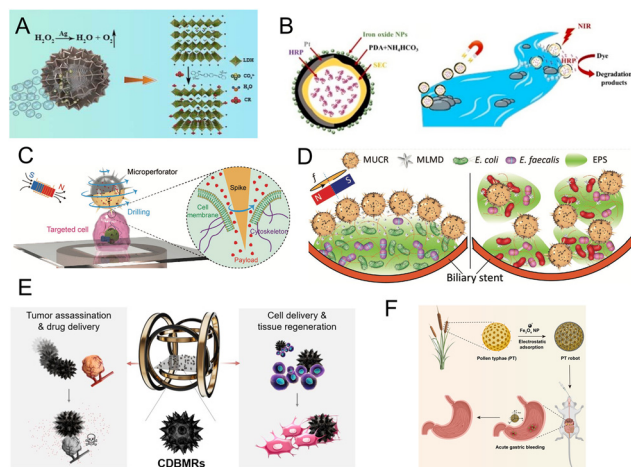 A
H₂O₂ Ag→ H₂O + O₂↑
LDH
CO₃²⁻
H₂O
CR
B
Pt
HRP
Iron oxide NPs
PDA+NH₄HCO₃
SEC
NIR
HRP
Dye
Degradation
products
C
S
N
Microperforator
Drilling
Targeted cell
Cell
membrane
Spike
Cytoskeleton
Payload
D
MUCR
MLMD
E. coli
E. faecalis
EPS
f
N
S
Biliary stent
E
Tumor assassination
& drug delivery
Cell delivery &
tissue regeneration
CDBMRs
F
Pollen typhae (PT)
Fe₃O₄ NP
Electrostatic
adsorption
PT robot
Acute gastric bleeding